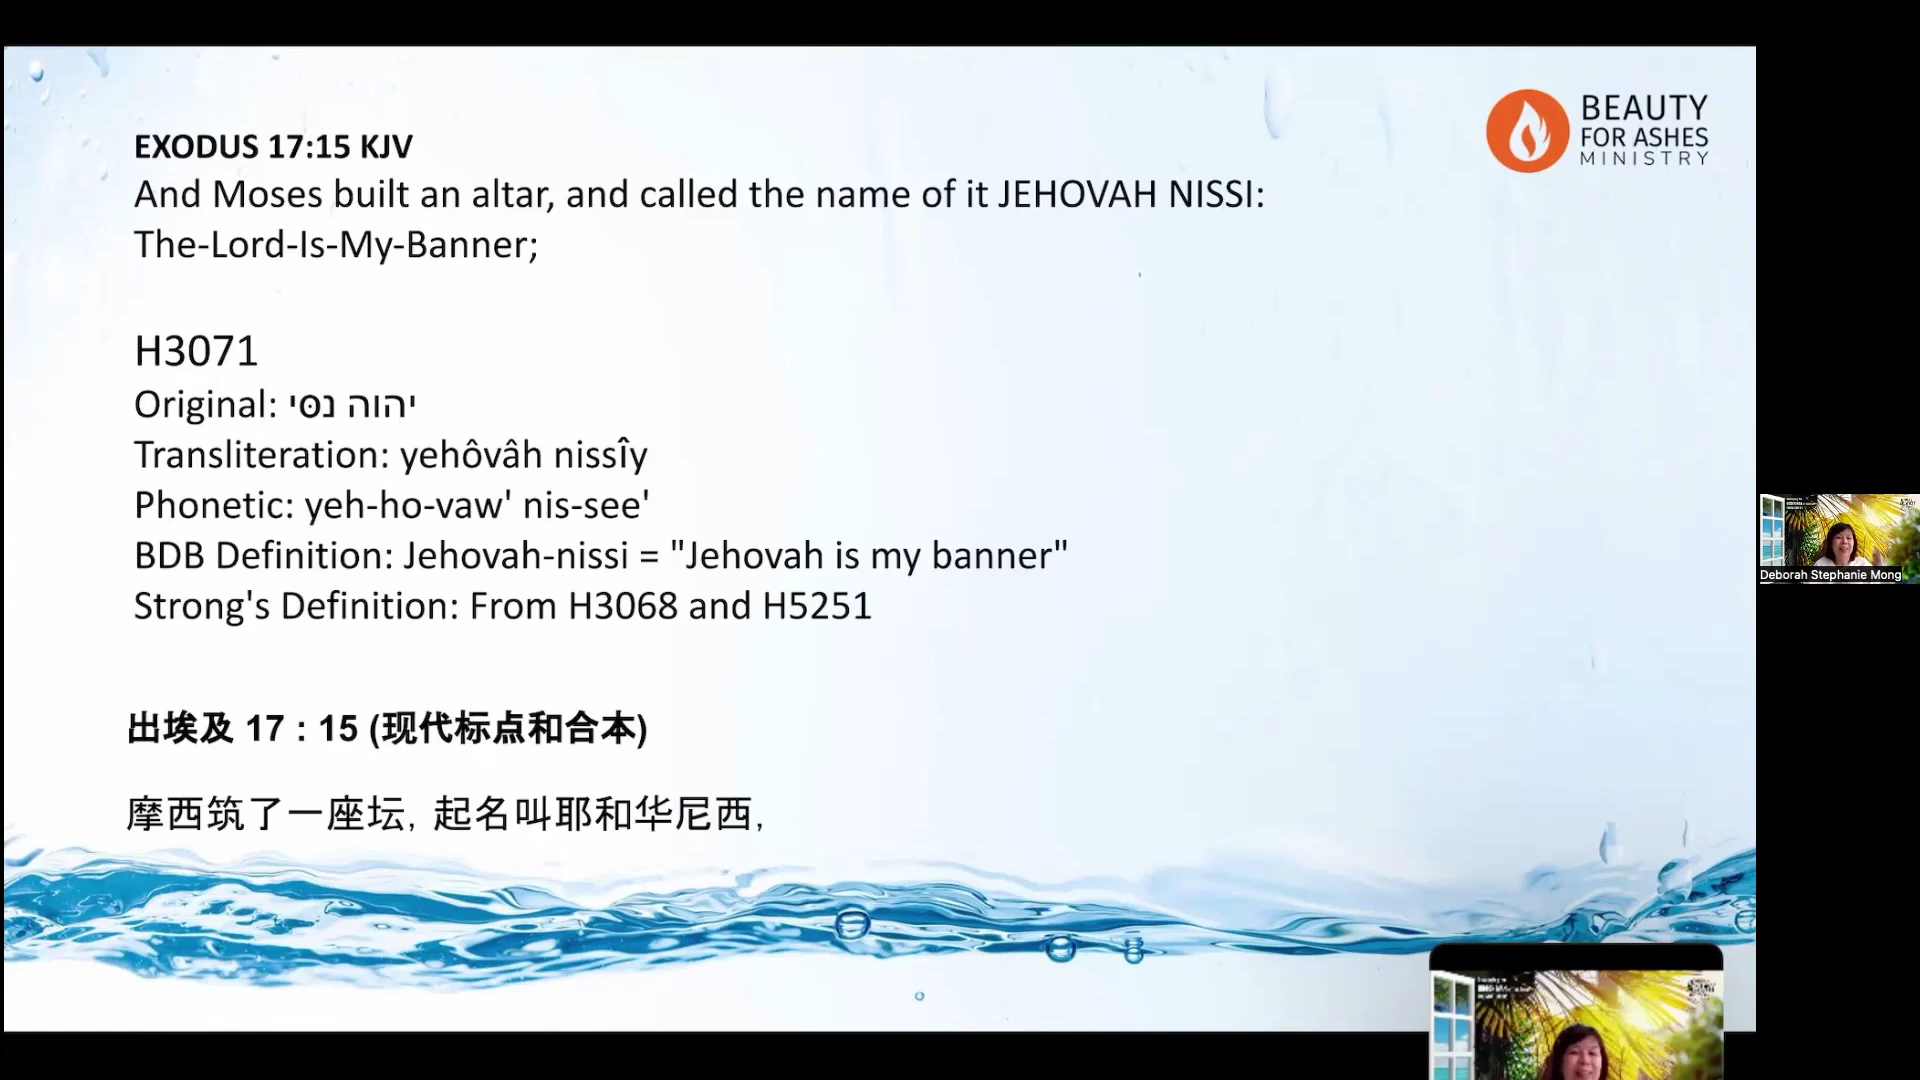 EXODUS 17:15 KJV
And Moses built an altar, and called the name of it JEHOVAH NISSI:
The-Lord-Is-My-Banner;
H3071
Original: יהוה נסּי
Transliteration: yehôvâh nissîy
Phonetic: yeh-ho-vaw' nis-see'
BDB Definition: Jehovah-nissi = "Jehovah is my banner"
Strong's Definition: From H3068 and H5251
出埃及 17 : 15 (现代标点和合本)
摩西筑了一座坛, 起名叫耶和华尼西,
BEAUTY
FOR ASHES
MINISTRY
Deborah Stephanie Mong